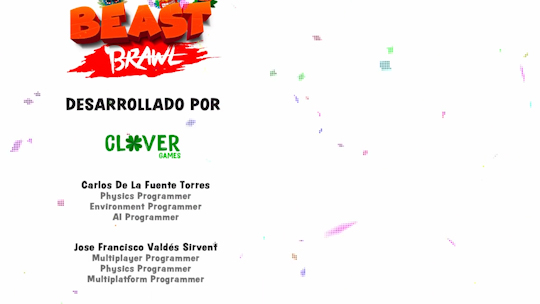 BEAST
BRAWL
DESARROLLADO POR
CLOVER
GAMES
Carlos De La Fuente Torres
Physics Programmer
Environment Programmer
AI Programmer
Jose Francisco Valdés Sirvent
Multiplayer Programmer
Physics Programmer
Multiplatform Programmer